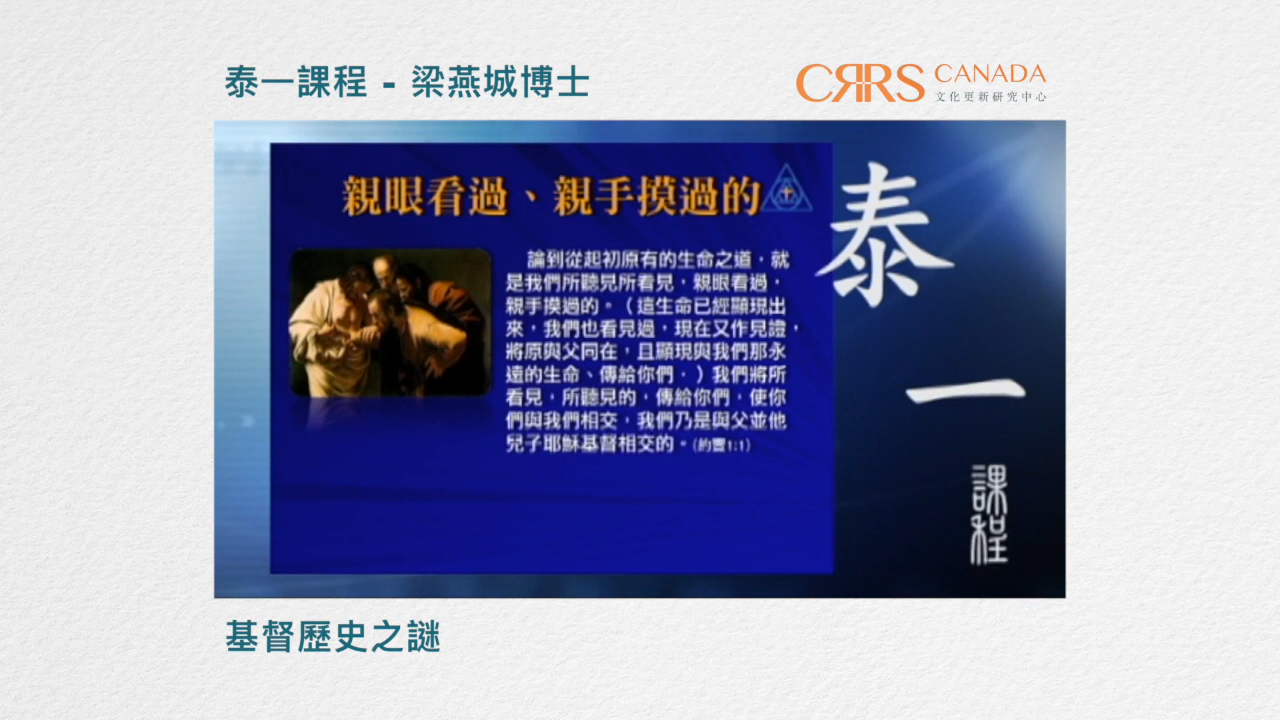 泰一課程 - 梁燕城博士
CRRS CANADA
文化更新研究中心
親眼看過、親手摸過的
論到從起初原有的生命之道，就
是我們所聽見所看見，親眼看過，
親手摸過的。（這生命已經顯現出
來，我們也看見過，現在又作見證，
將原與父同在，且顯現與我們那永
遠的生命、傳給你們．）我們將所
看見，所聽見的，傳給你們，使你
們與我們相交，我們乃是與父並他
兒子耶穌基督相交的。(約壹1:1)
泰一
課程
基督歷史之謎